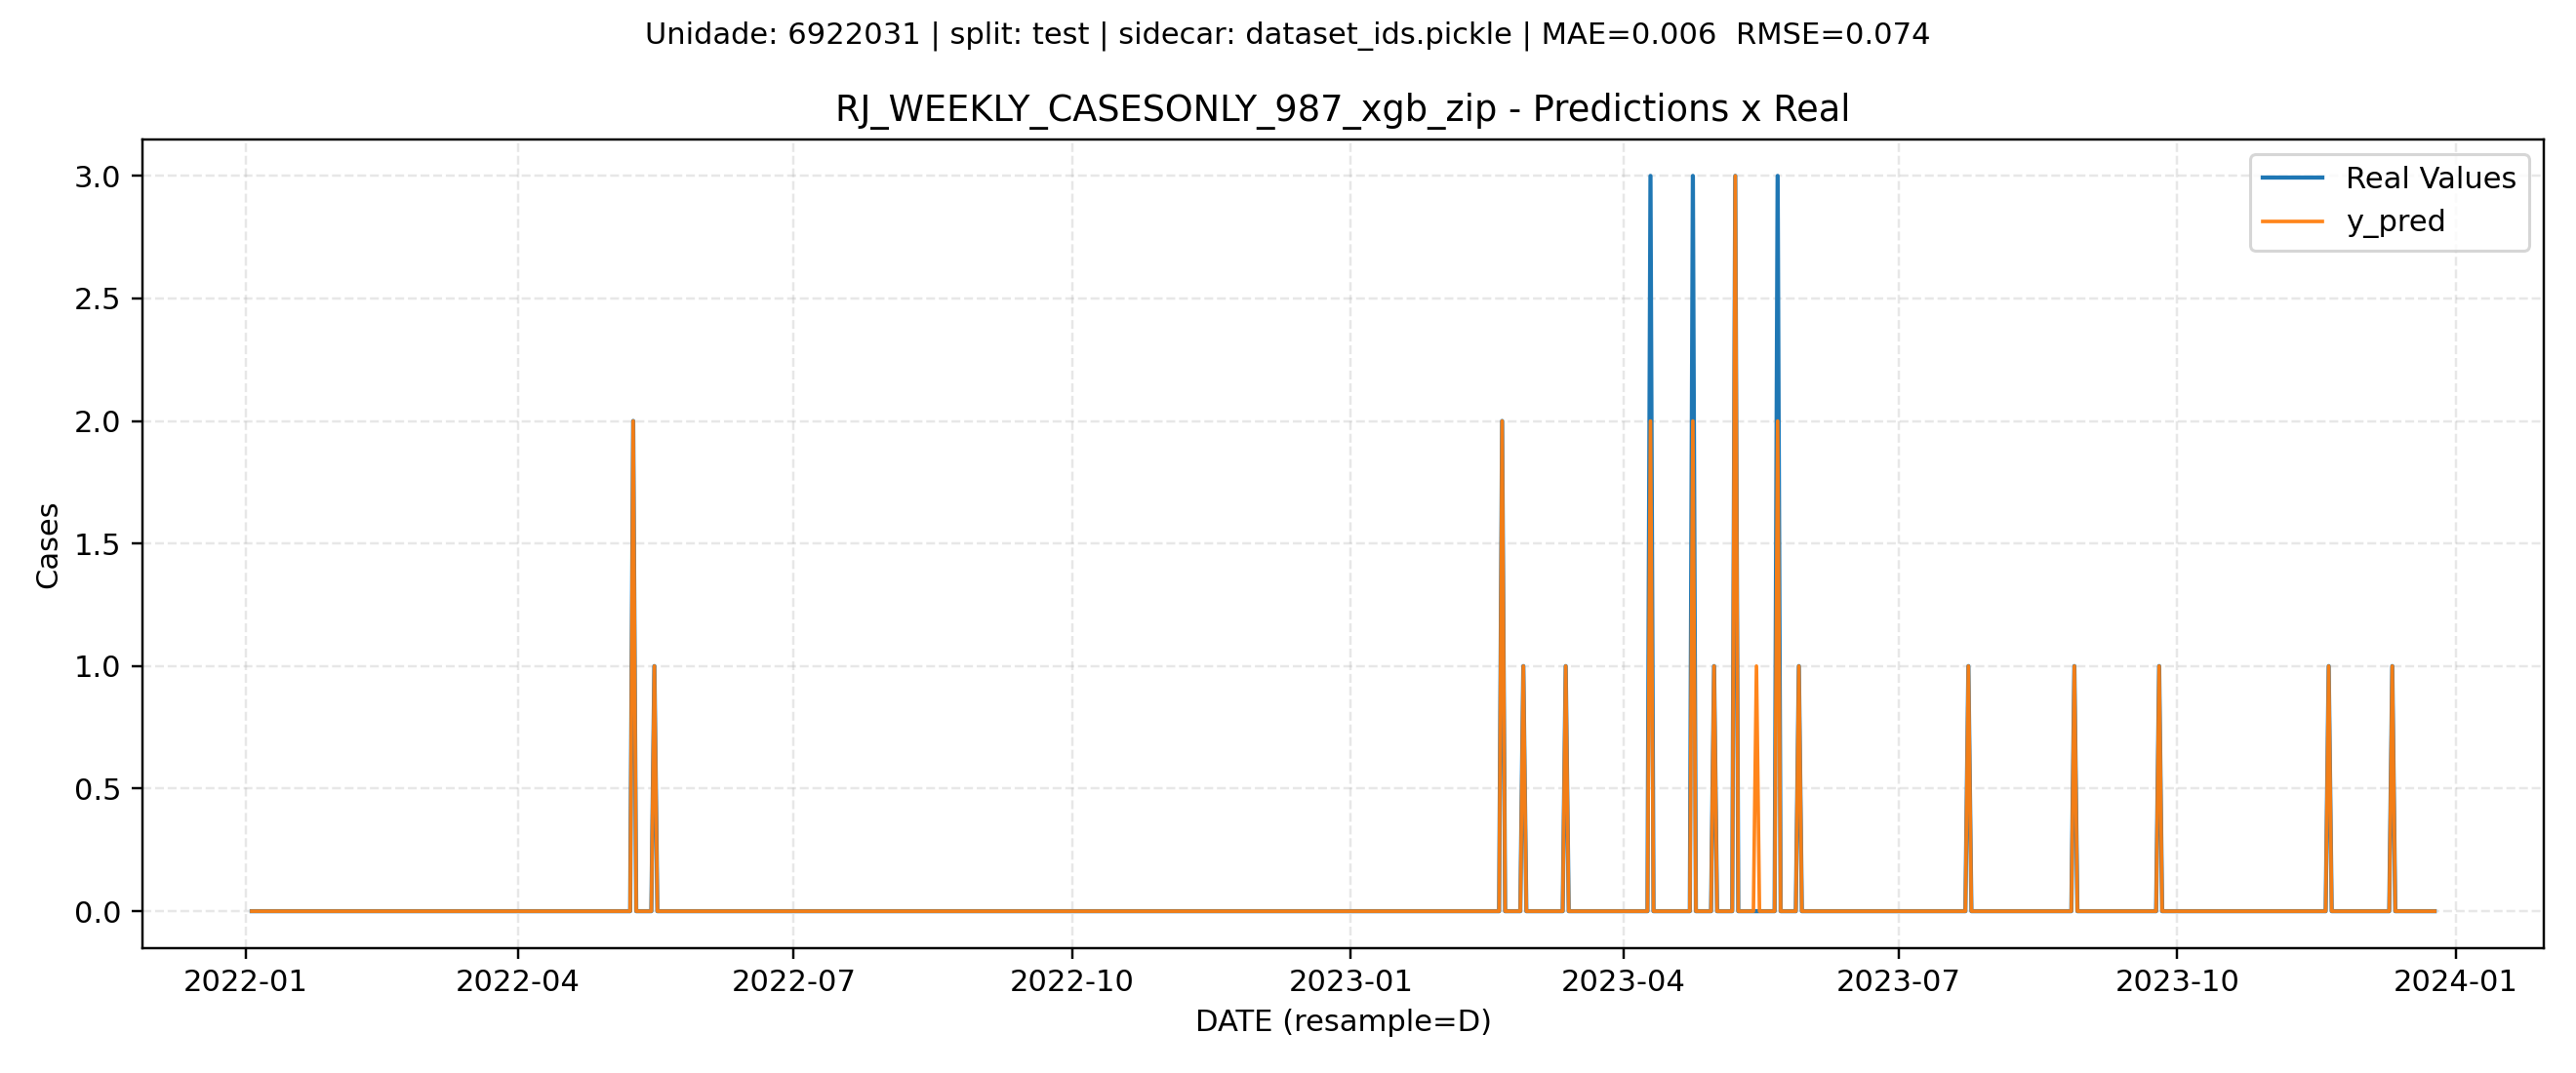 Unidade: 6922031 | split: test | sidecar: dataset_ids.pickle | MAE=0.006  RMSE=0.074
RJ_WEEKLY_CASESONLY_987_xgb_zip - Predictions x Real
Real Values
y_pred
Cases
3.0
2.5
2.0
1.5
1.0
0.5
0.0
2022-01 2022-04 2022-07 2022-10 2023-01 2023-04 2023-07 2023-10 2024-01
DATE (resample=D)